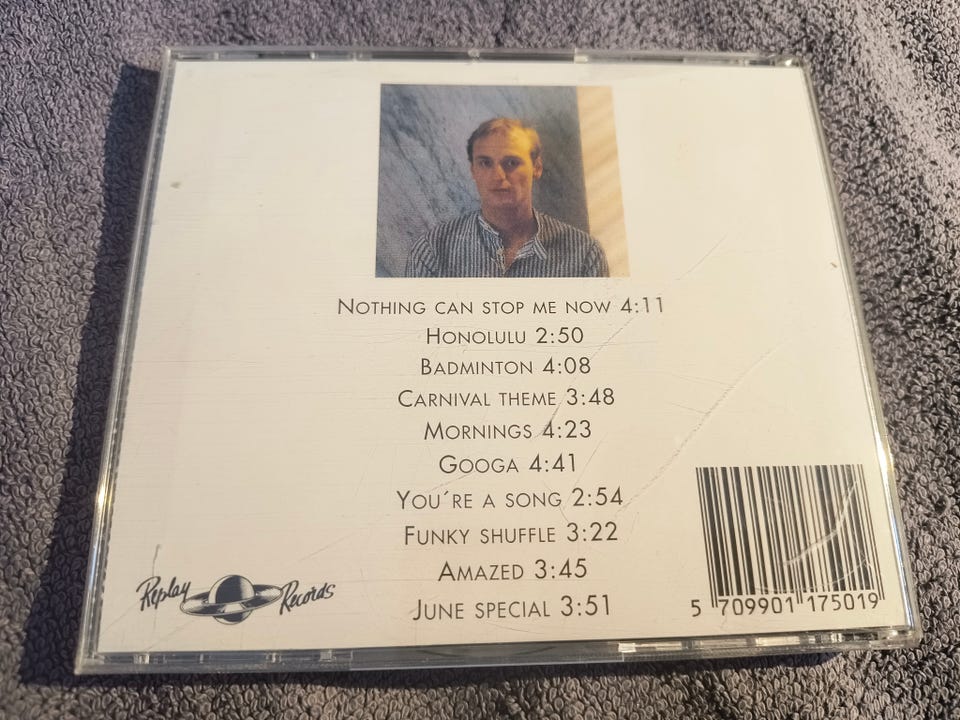 NOTHING CAN STOP ME NOW 4:11
HONOLULU 2:50
BADMINTON 4:08
CARNIVAL THEME 3:48
MORNINGS 4:23
GOOGA 4:41
YOU´RE A SONG 2:54
FUNKY SHUFFLE 3:22
AMAZED 3:45
JUNE SPECIAL 3:51
Replay Records
5 709901 175019